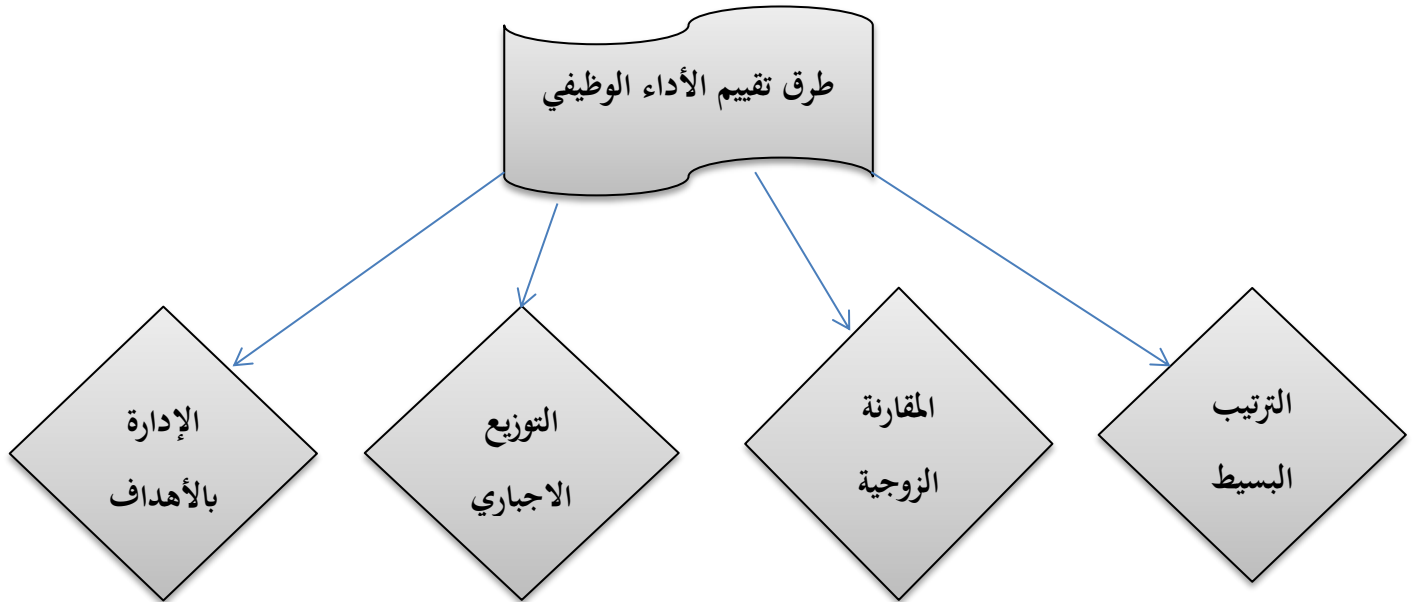 طرق تقييم الأداء الوظيفي
الترتيب
البسيط
المقارنة
الزوجية
التوزيع
الاجباري
الإدارة
بالأهداف